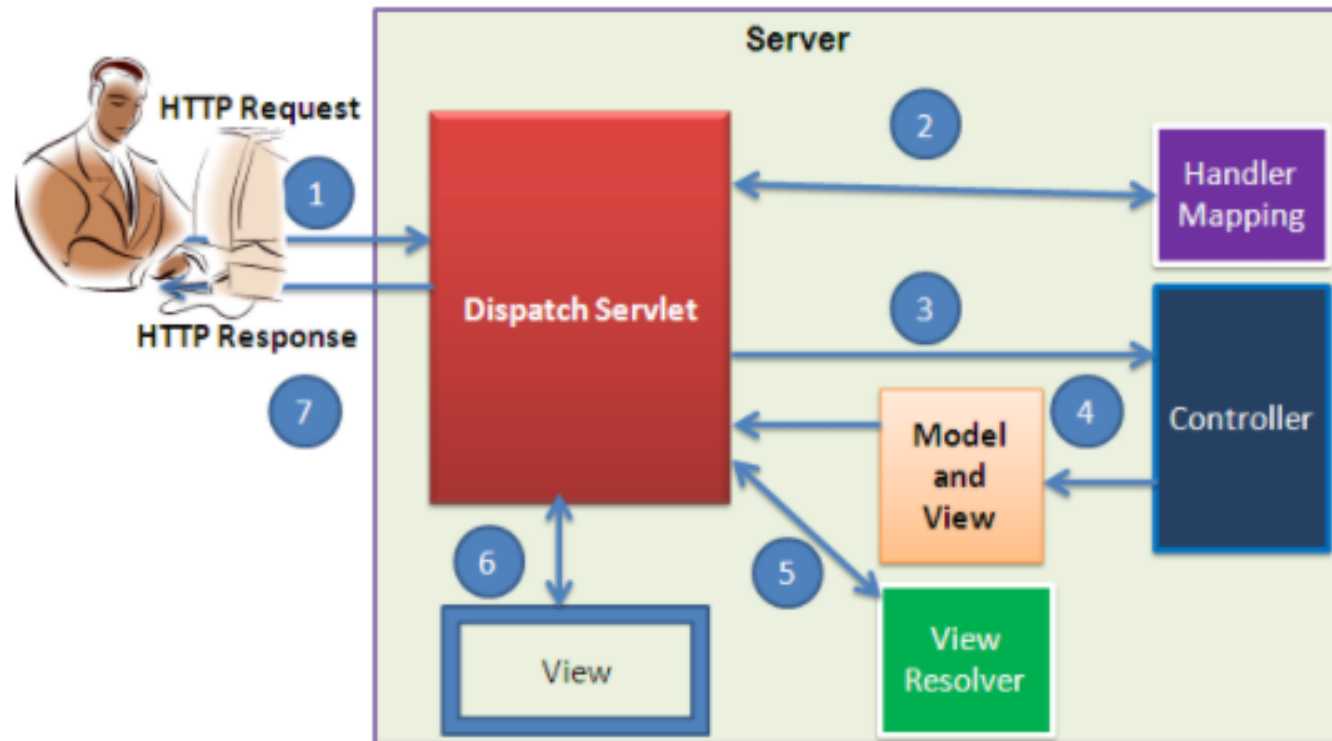 Server
HTTP Request
1
2
Handler
Mapping
Dispatch Servlet
3
HTTP Response
7
4
Controller
Model
and
View
5
6
View
View
Resolver